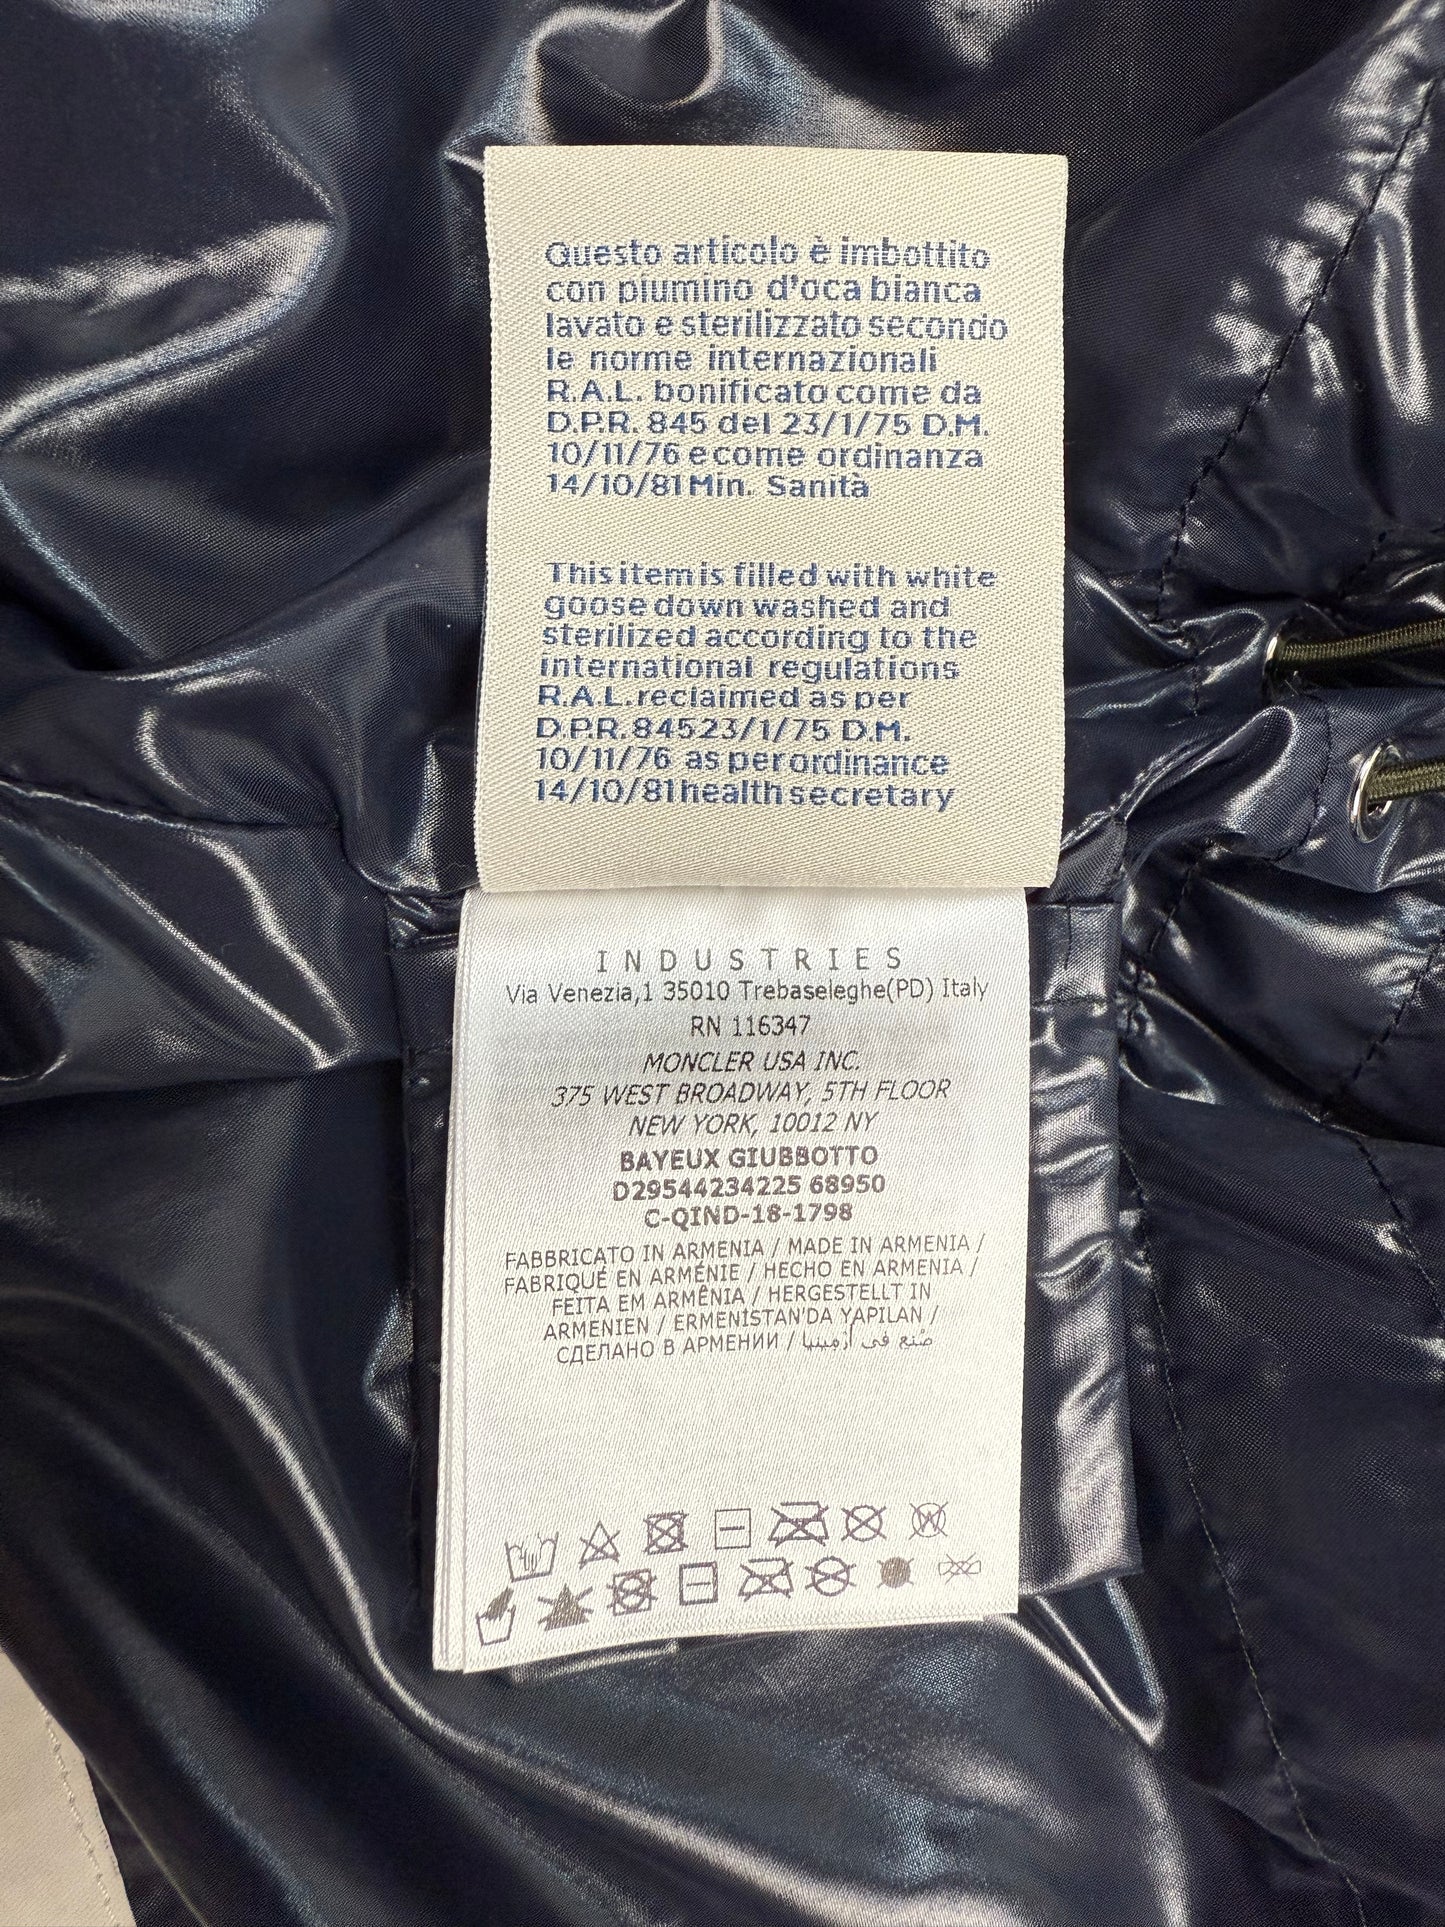 Questo articolo è imbottito
con piumino d'oca bianca
lavato e sterilizzato secondo
le norme internazionali
R.A.L. bonificato come da
D.P.R. 845 del 23/1/75 D.M.
10/11/76 e come ordinanza
14/10/81 Min. Sanità
This item is filled with white
goose down washed and
sterilized according to the
international regulations
R.A.L. reclaimed as per
D.P.R. 845 23/1/75 D.M.
10/11/76 as per ordinance
14/10/81 health secretary
INDUSTRIES
Via Venezia,1 35010 Trebaseleghe(PD) Italy
RN 116347
MONCLER USA INC.
375 WEST BROADWAY, 5TH FLOOR
NEW YORK, 10012 NY
BAYEUX GIUBBOTTO
D29544234225 68950
C-QIND-18-1798
FABBRICATO IN ARMENIA / MADE IN ARMENIA /
FABRIQUÉ EN ARMÉNIE / HECHO EN ARMENIA /
FEITA EM ARMÊNIA / HERGESTELLT IN
ARMENIEN / ERMENİSTAN'DA YAPILAN /
СДЕЛАНО В АРМЕНИИ / صُنع في أرمينيا
W